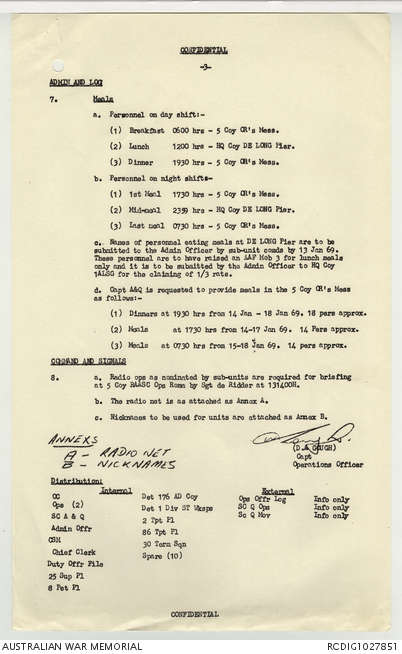 CONFIDENTIAL
-3-
ADMIN AND LOG
7. Meals
a. Personnel on day shift:-
(1) Breakfast 0600 hrs - 5 Coy OR's Mess.
(2) Lunch 1200 hrs - HQ Coy DE LONG Pier.
(3) Dinner 1930 hrs - 5 Coy OR's Mess.
b. Personnel on night shift:-
(1) 1st Meal 1730 hrs - 5 Coy OR's Mess.
(2) Mid-meal 2359 hrs - HQ Coy DE LONG Pier.
(3) Last meal 0730 hrs - 5 Coy OR's Mess.
c. Names of personnel eating meals at DE LONG Pier are to be
submitted to the Admin Officer by sub-unit comds by 13 Jan 69.
These personnel are to have raised an AAF Mob 3 for lunch meals
only and it is to be submitted by the Admin Officer to HQ Coy
1ALSG for the claiming of 1/3 rats.
d. Capt A&Q is requested to provide meals in the 5 Coy OR's Mess
as follows:-
(1) Dinners at 1930 hrs from 14 Jan - 18 Jan 69. 18 pers approx.
(2) Meals at 1730 hrs from 14-17 Jan 69. 14 Pers approx.
(3) Meals at 0730 hrs from 15-18 Jan 69. 14 pers approx.
COMMAND AND SIGNALS
8. a. Radio ops as nominated by sub-units are required for briefing
at 5 Coy RAASC Ops Room by Sgt de Ridder at 131400H.
b. The radio net is as attached as Annex A.
c. Nicknames to be used for units are attached as Annex B.
ANNEXS
A - RADIO NET
B - NICKNAMES
(D.A GOUGH)
Capt
Operations Officer
Distribution:
Internal External
OC Det 176 AD Coy Ops Offr Log Info only
Ops (2) Det 1 Div ST Wksps SO Q Ops Info only
SC A & Q 2 Tpt Pl So Q Mov Info only
Admin Offr 86 Tpt Pl
CSM 30 Term Sqn
Chief Clerk Spare (10)
Duty Offr File
25 Sup Pl
8 Pet Pl
CONFIDENTIAL
AUSTRALIAN WAR MEMORIAL RCDIG1027851